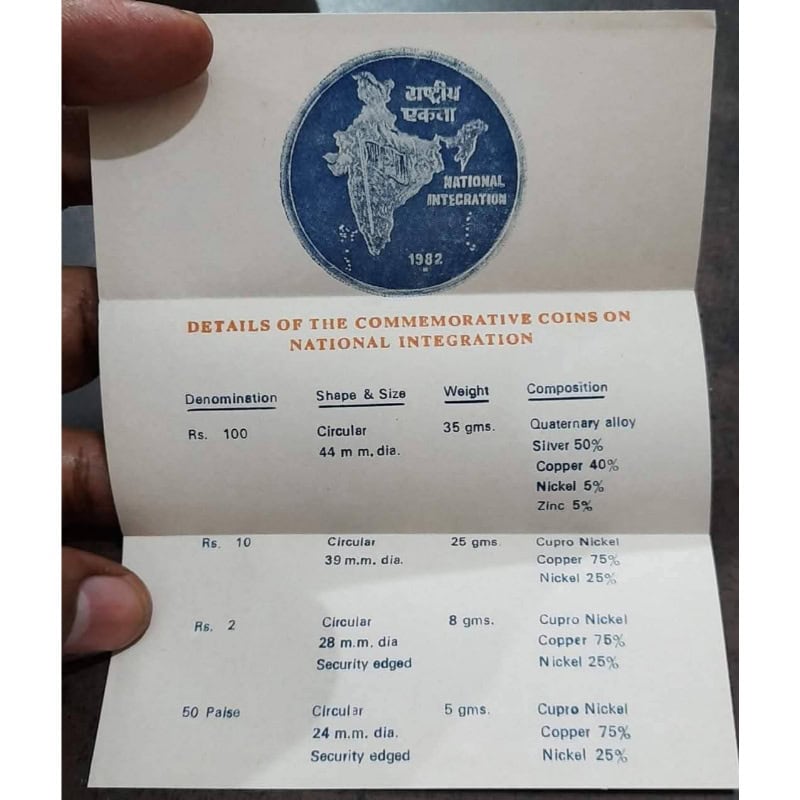 राष्ट्रीय
एकता
NATIONAL
INTEGRATION
1982
DETAILS OF THE COMMEMORATIVE COINS ON
NATIONAL INTEGRATION
Denomination Shape & Size Weight Composition
Rs. 100 Circular 35 gms. Quaternary alloy
44 m m. dia. Silver 50%
Copper 40%
Nickel 5%
Zinc 5%
Rs. 10 Circular 25 gms. Cupro Nickel
39 m.m. dia. Copper 75%
Nickel 25%
Rs. 2 Circular 8 gms. Cupro Nickel
28 m.m. dia Copper 75%
Security edged Nickel 25%
50 Paise Circular 5 gms. Cupro Nickel
24 m.m. dia. Copper 75%
Security edged Nickel 25%